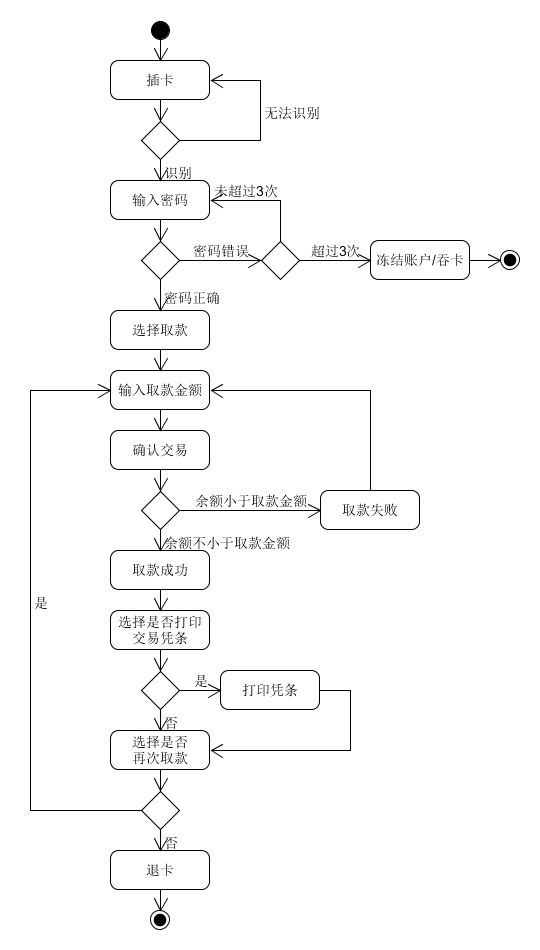 插卡
无法识别
识别
未超过3次
输入密码
密码错误
超过3次
冻结账户/吞卡
密码正确
选择取款
输入取款金额
确认交易
余额小于取款金额
取款失败
余额不小于取款金额
取款成功
是
选择是否打印
交易凭条
是
打印凭条
否
选择是否
再次取款
否
退卡